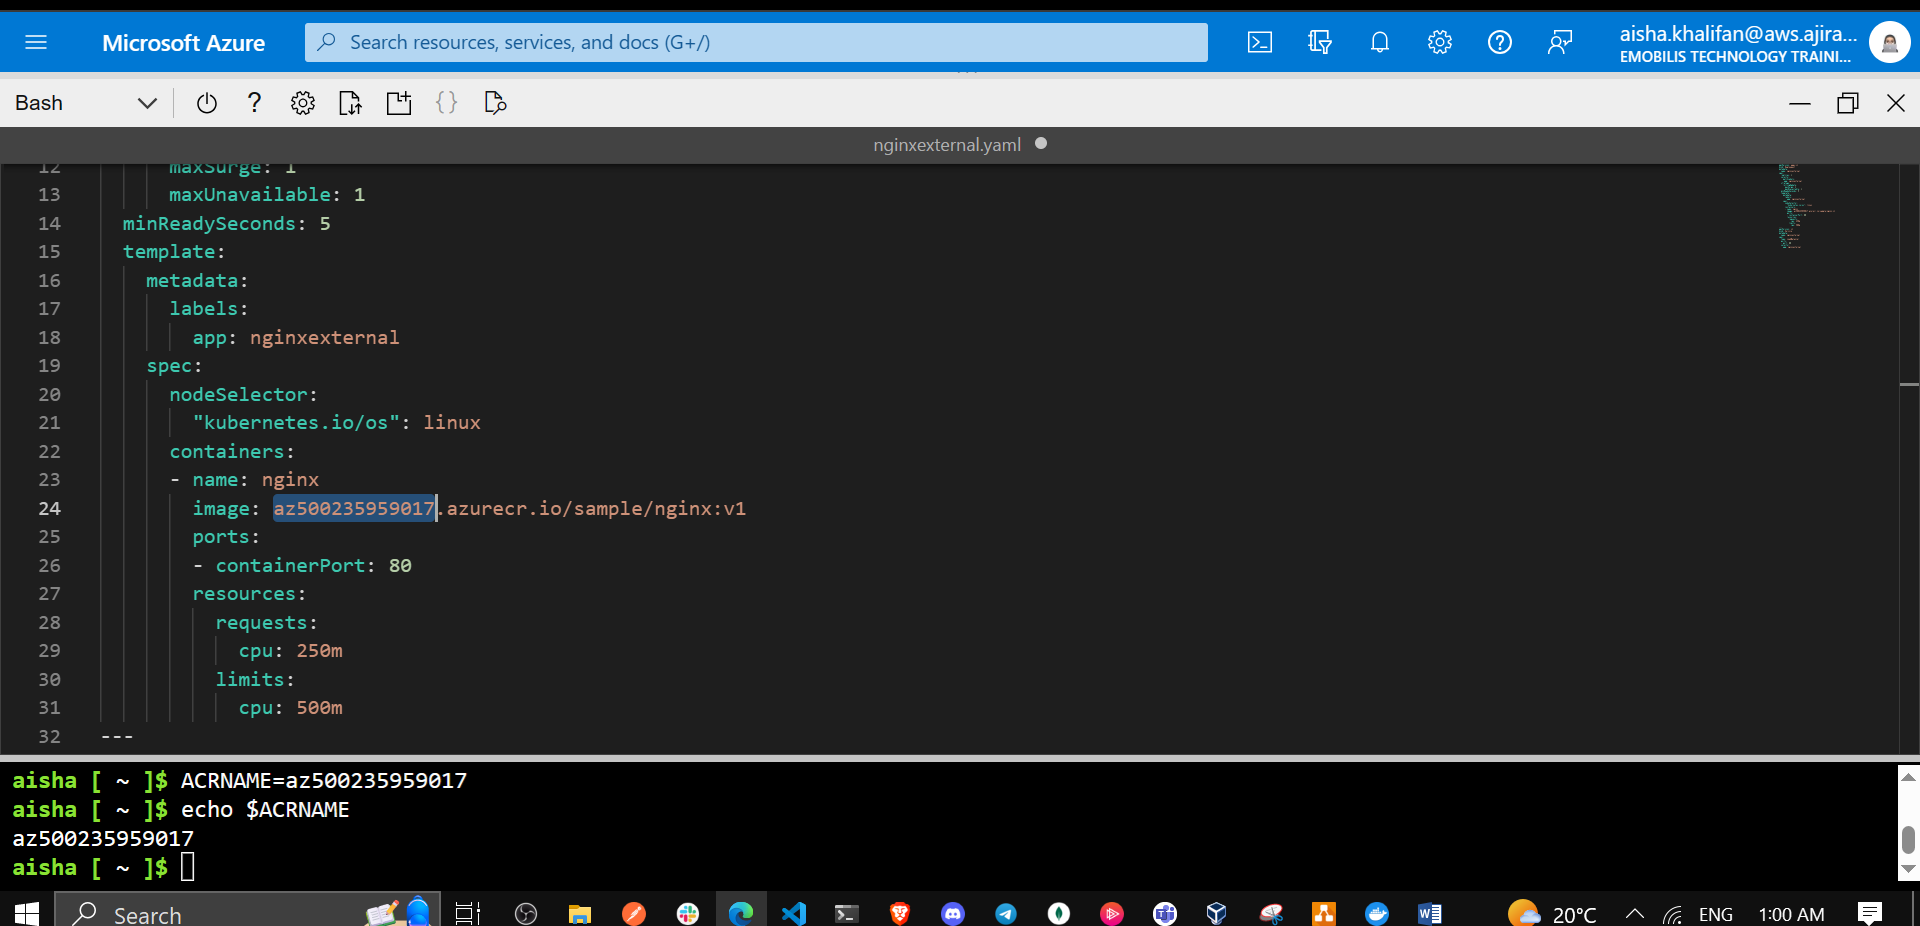 Microsoft Azure
Search resources, services, and docs (G+/)
aisha.khalifan@aws.ajira...
EMOBILIS TECHNOLOGY TRAINI...
Bash
nginxexternal.yaml
12 maxSurge: 1
13 maxUnavailable: 1
14 minReadySeconds: 5
15 template:
16 metadata:
17 labels:
18 app: nginxexternal
19 spec:
20 nodeSelector:
21 "kubernetes.io/os": linux
22 containers:
23 - name: nginx
24 image: az500235959017.azurecr.io/sample/nginx:v1
25 ports:
26 - containerPort: 80
27 resources:
28 requests:
29 cpu: 250m
30 limits:
31 cpu: 500m
32 ---
aisha [ ~ ]$ ACRNAME=az500235959017
aisha [ ~ ]$ echo $ACRNAME
az500235959017
aisha [ ~ ]$
Search
20°C
ENG
1:00 AM